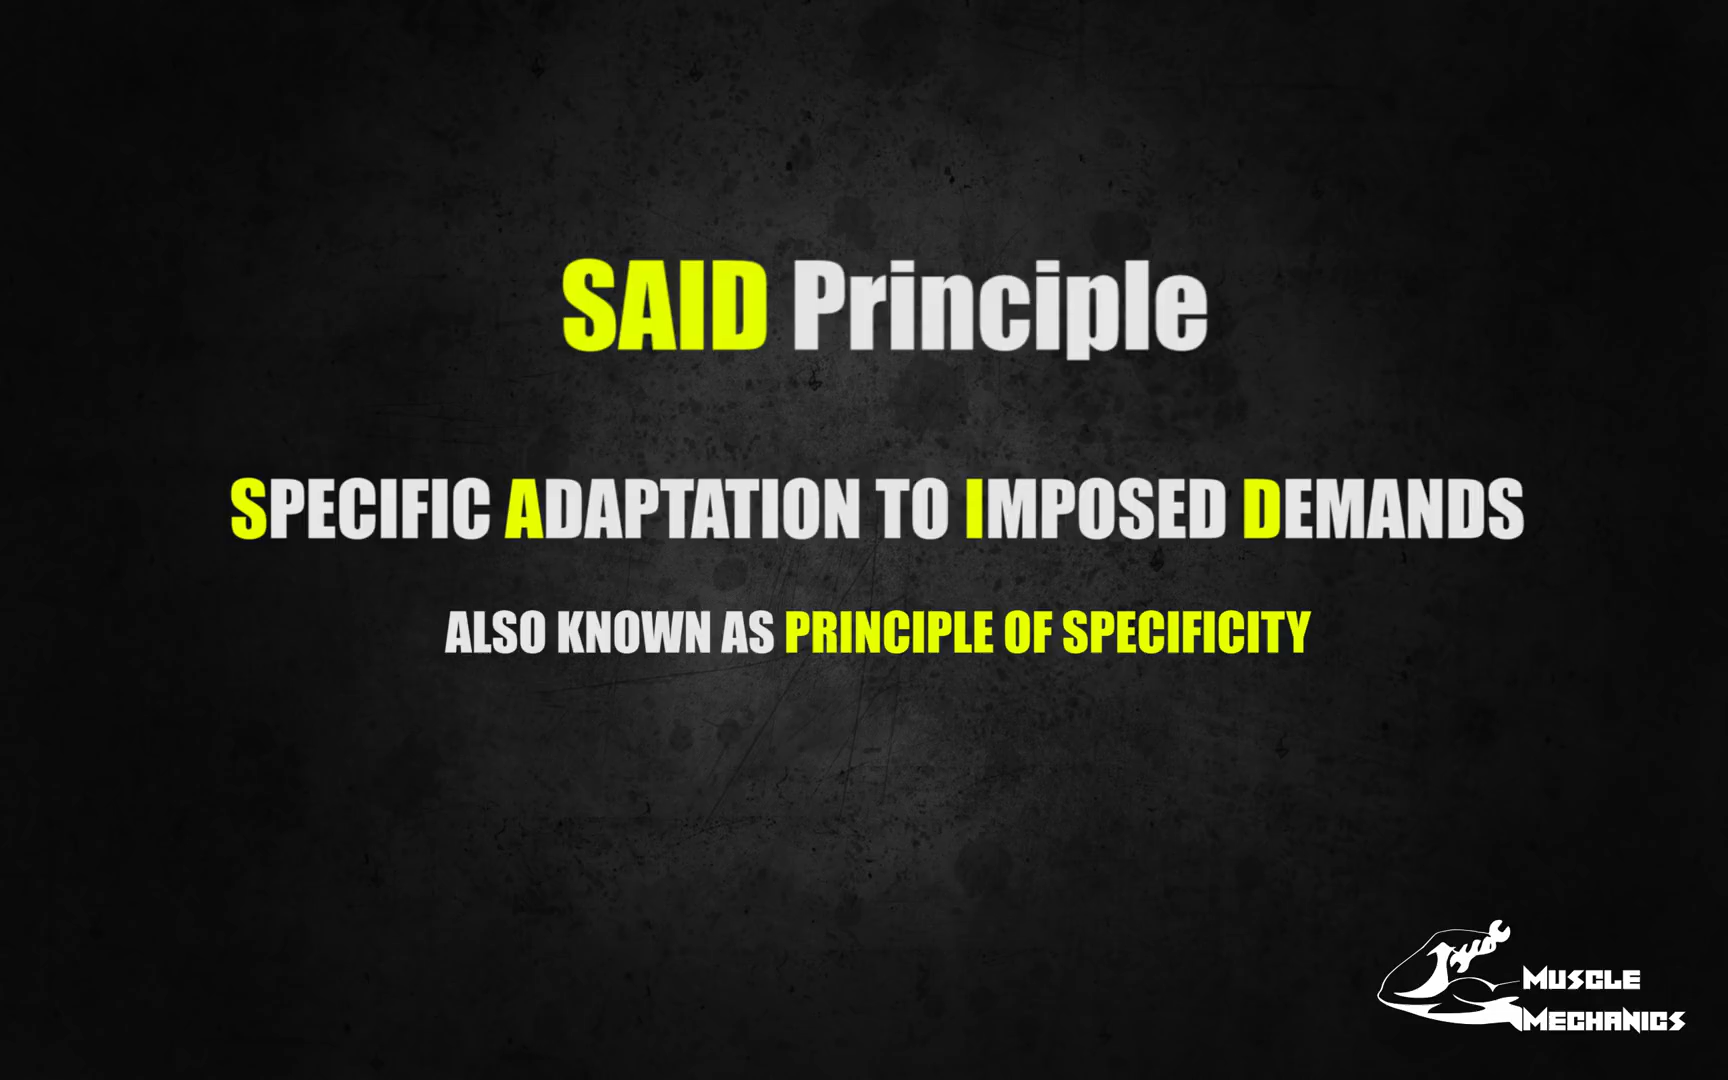 SAID Principle
SPECIFIC ADAPTATION TO IMPOSED DEMANDS
ALSO KNOWN AS PRINCIPLE OF SPECIFICITY
MUSCLE
MECHANICS